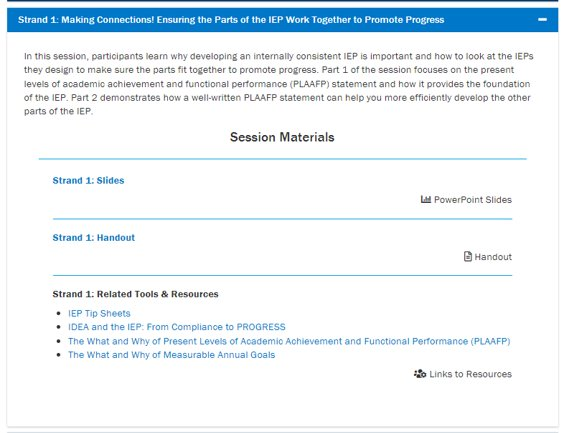 Strand 1: Making Connections! Ensuring the Parts of the IEP Work Together to Promote Progress
In this session, participants learn why developing an internally consistent IEP is important and how to look at the IEPs
they design to make sure the parts fit together to promote progress. Part 1 of the session focuses on the present
levels of academic achievement and functional performance (PLAAFP) statement and how it provides the foundation
of the IEP. Part 2 demonstrates how a well-written PLAAFP statement can help you more efficiently develop the other
parts of the IEP.
Session Materials
Strand 1: Slides
PowerPoint Slides
Strand 1: Handout
Handout
Strand 1: Related Tools & Resources
• IEP Tip Sheets
• IDEA and the IEP: From Compliance to PROGRESS
• The What and Why of Present Levels of Academic Achievement and Functional Performance (PLAAFP)
• The What and Why of Measurable Annual Goals
Links to Resources